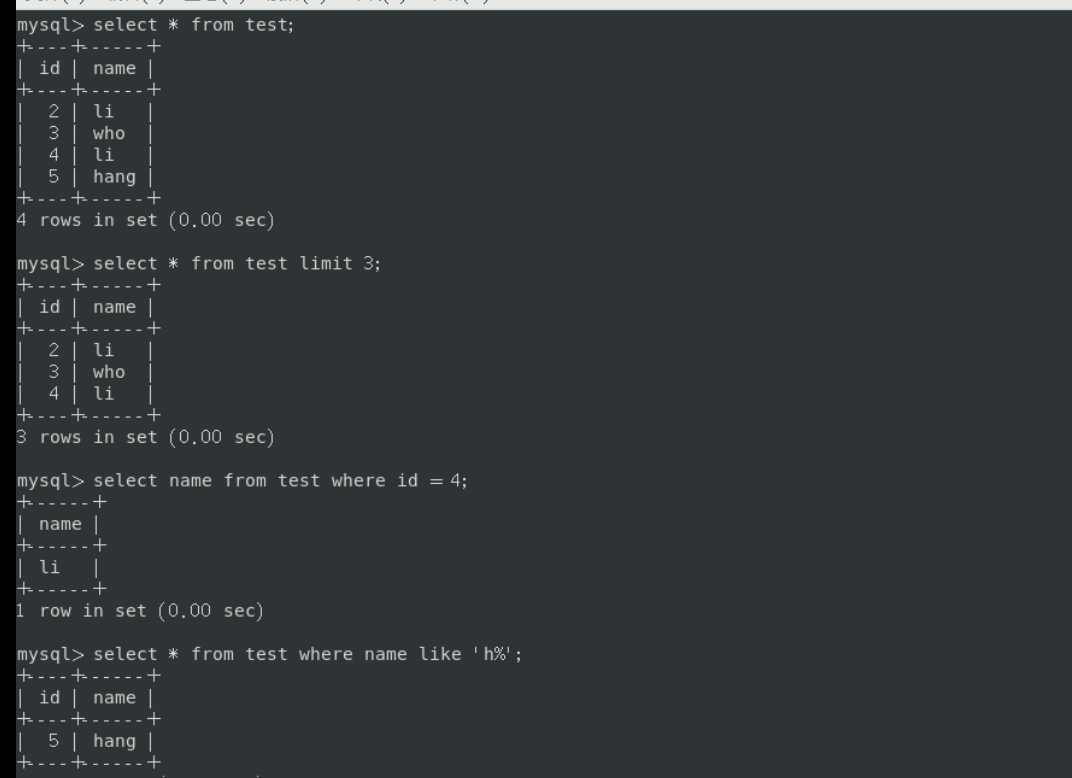 mysql> select * from test;
+----+------+
| id | name |
+----+------+
|  2 | li   |
|  3 | who  |
|  4 | li   |
|  5 | hang |
+----+------+
4 rows in set (0.00 sec)

mysql> select * from test limit 3;
+----+------+
| id | name |
+----+------+
|  2 | li   |
|  3 | who  |
|  4 | li   |
+----+------+
3 rows in set (0.00 sec)

mysql> select name from test where id = 4;
+------+
| name |
+------+
| li   |
+------+
1 row in set (0.00 sec)

mysql> select * from test where name like 'h%';
+----+------+
| id | name |
+----+------+
|  5 | hang |
+----+------+